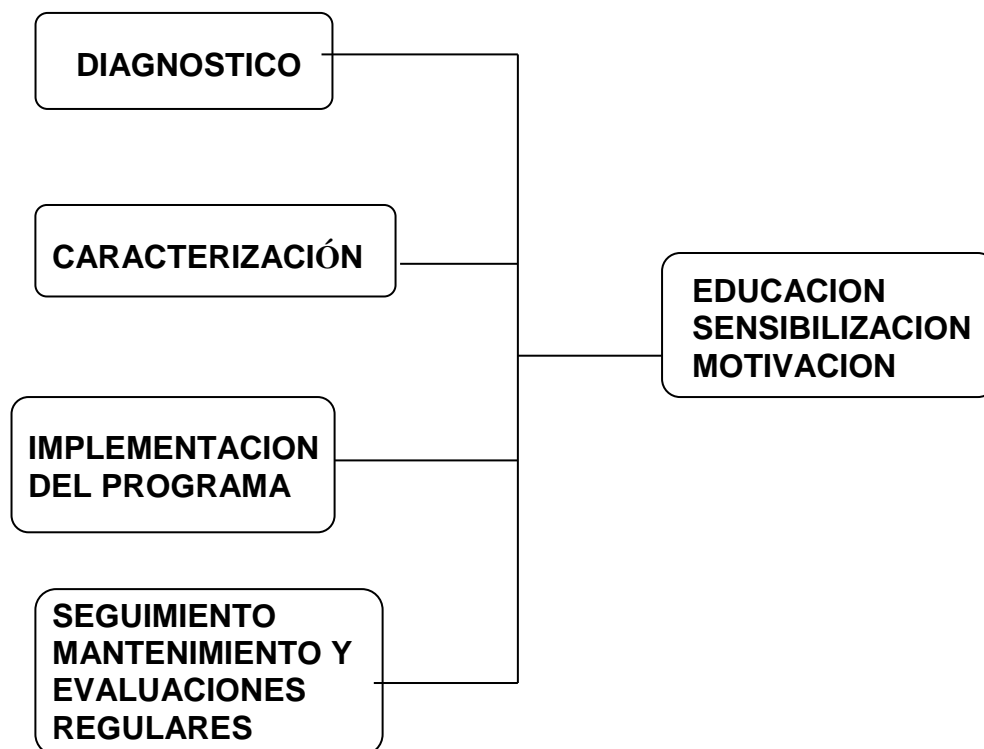 DIAGNOSTICO
CARACTERIZACIÓN
IMPLEMENTACION
DEL PROGRAMA
SEGUIMIENTO
MANTENIMIENTO Y
EVALUACIONES
REGULARES
EDUCACION
SENSIBILIZACION
MOTIVACION